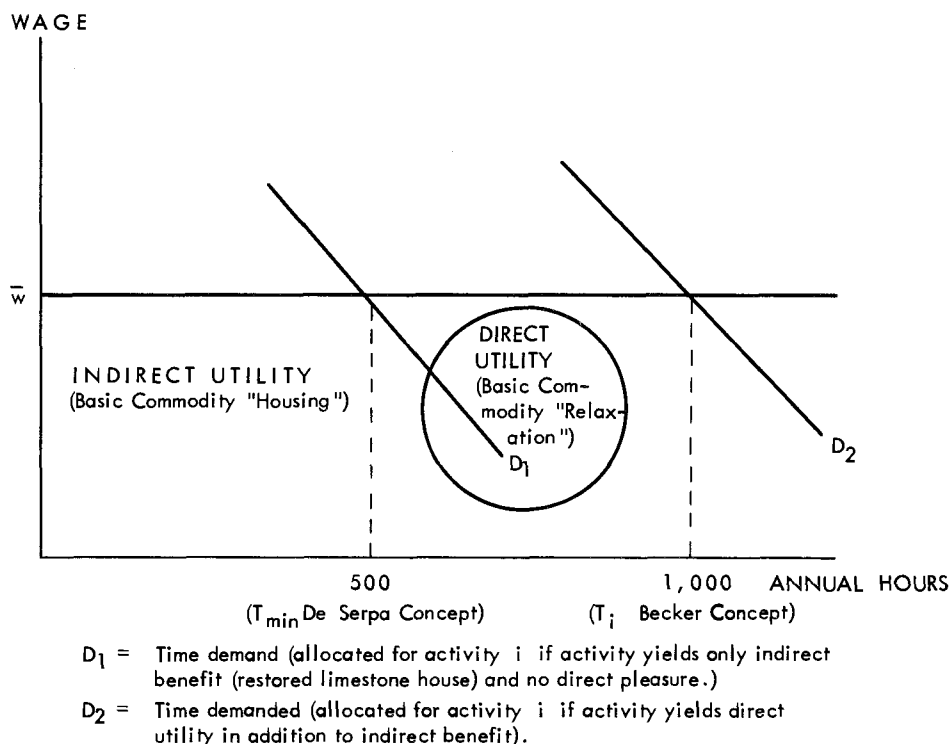 WAGE
w̄
DIRECT
UTILITY
(Basic Com-
modity "Relax-
ation")
INDIRECT UTILITY
(Basic Commodity "Housing")
D1
D2
500
1,000
ANNUAL HOURS
(Tmin De Serpa Concept)
(Ti Becker Concept)
D1 = Time demand (allocated for activity i if activity yields only indirect
benefit (restored limestone house) and no direct pleasure.)
D2 = Time demanded (allocated for activity i if activity yields direct
utility in addition to indirect benefit).